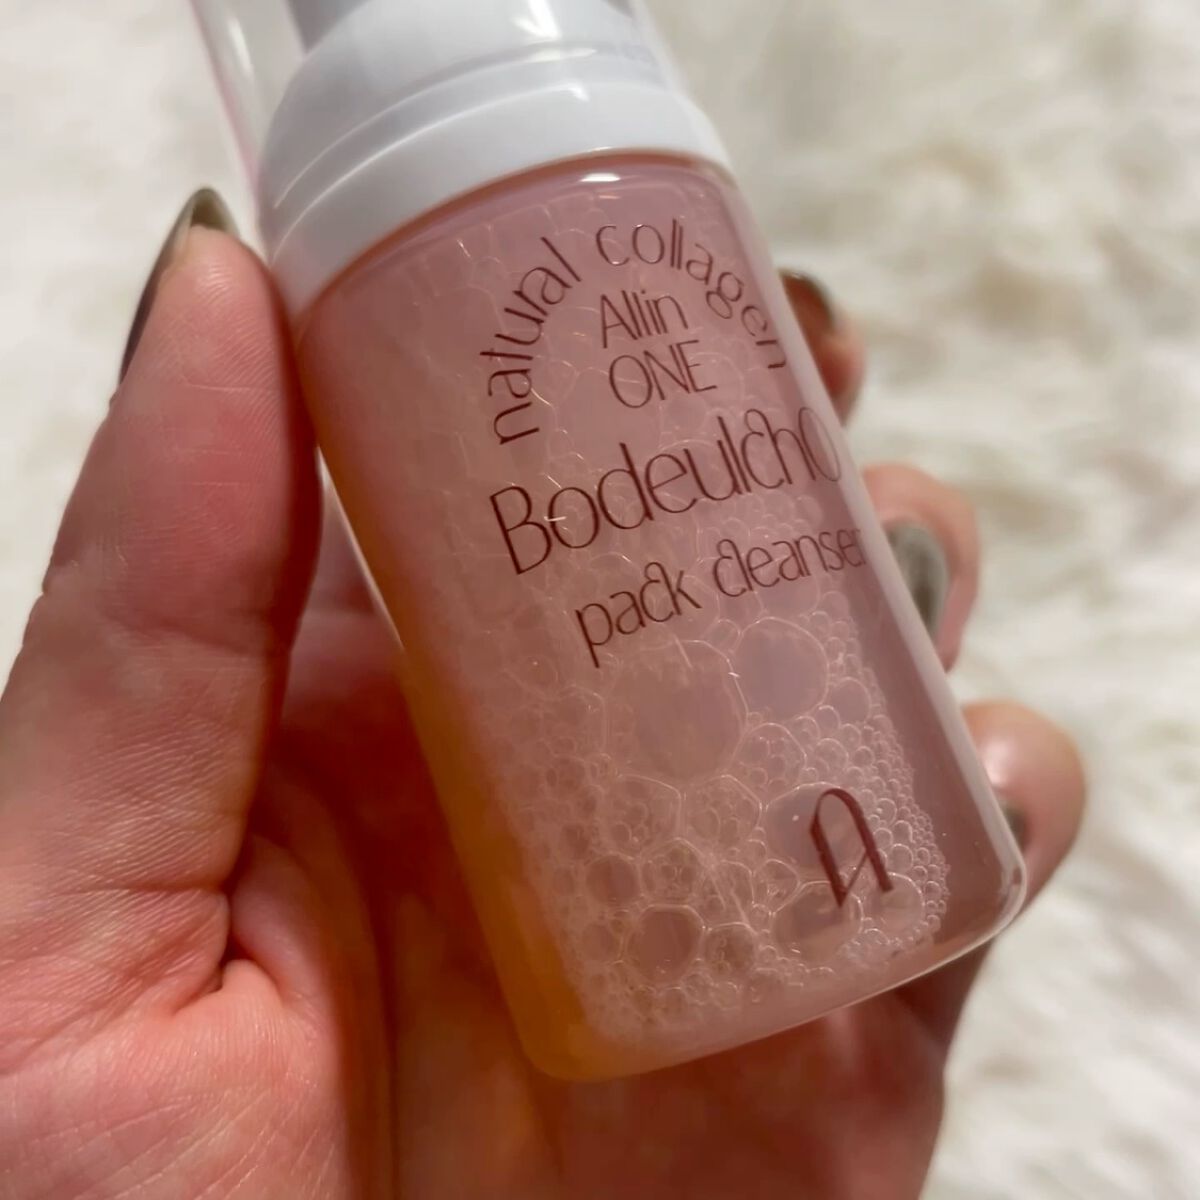 natural collagen
Allin
ONE
Bodeulcho
pack cleanser